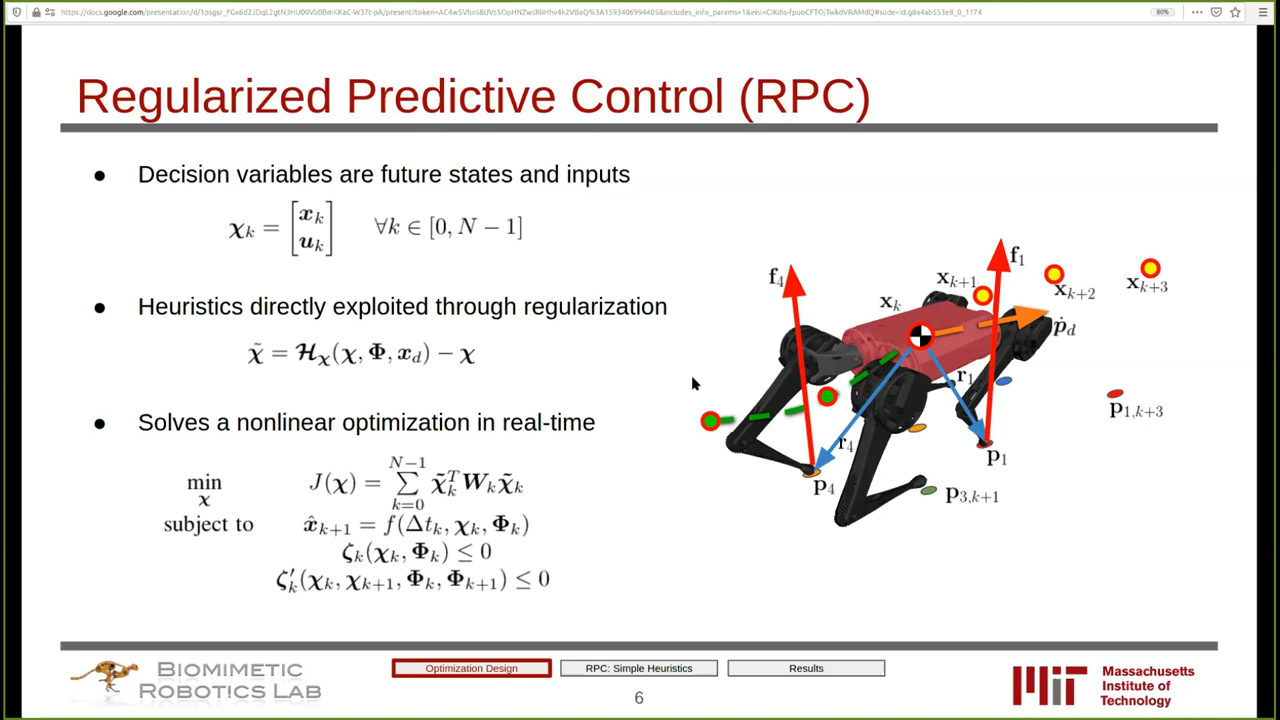 80%
Regularized Predictive Control (RPC)
● Decision variables are future states and inputs
χ_k = [x_k u_k] ∀k ∈ [0, N − 1]
● Heuristics directly exploited through regularization
χ̃ = 𝓗_χ(χ, Φ, x_d) − χ
● Solves a nonlinear optimization in real-time
min_χ J(χ) = ∑_{k=0}^{N−1} χ̃_k^T W_k χ̃_k
subject to x̂_{k+1} = f(Δt_k, χ_k, Φ_k)
ζ_k(χ_k, Φ_k) ≤ 0
ζ′_k(χ_k, χ_{k+1}, Φ_k, Φ_{k+1}) ≤ 0
f_4
f_1
x_k
x_{k+1}
x_{k+2}
x_{k+3}
ṗ_d
r_1
r_4
p_{1,k+3}
p_1
p_4
p_{3,k+1}
BIOMIMETIC
ROBOTICS LAB
Optimization Design
RPC: Simple Heuristics
Results
6
Massachusetts
Institute of
Technology